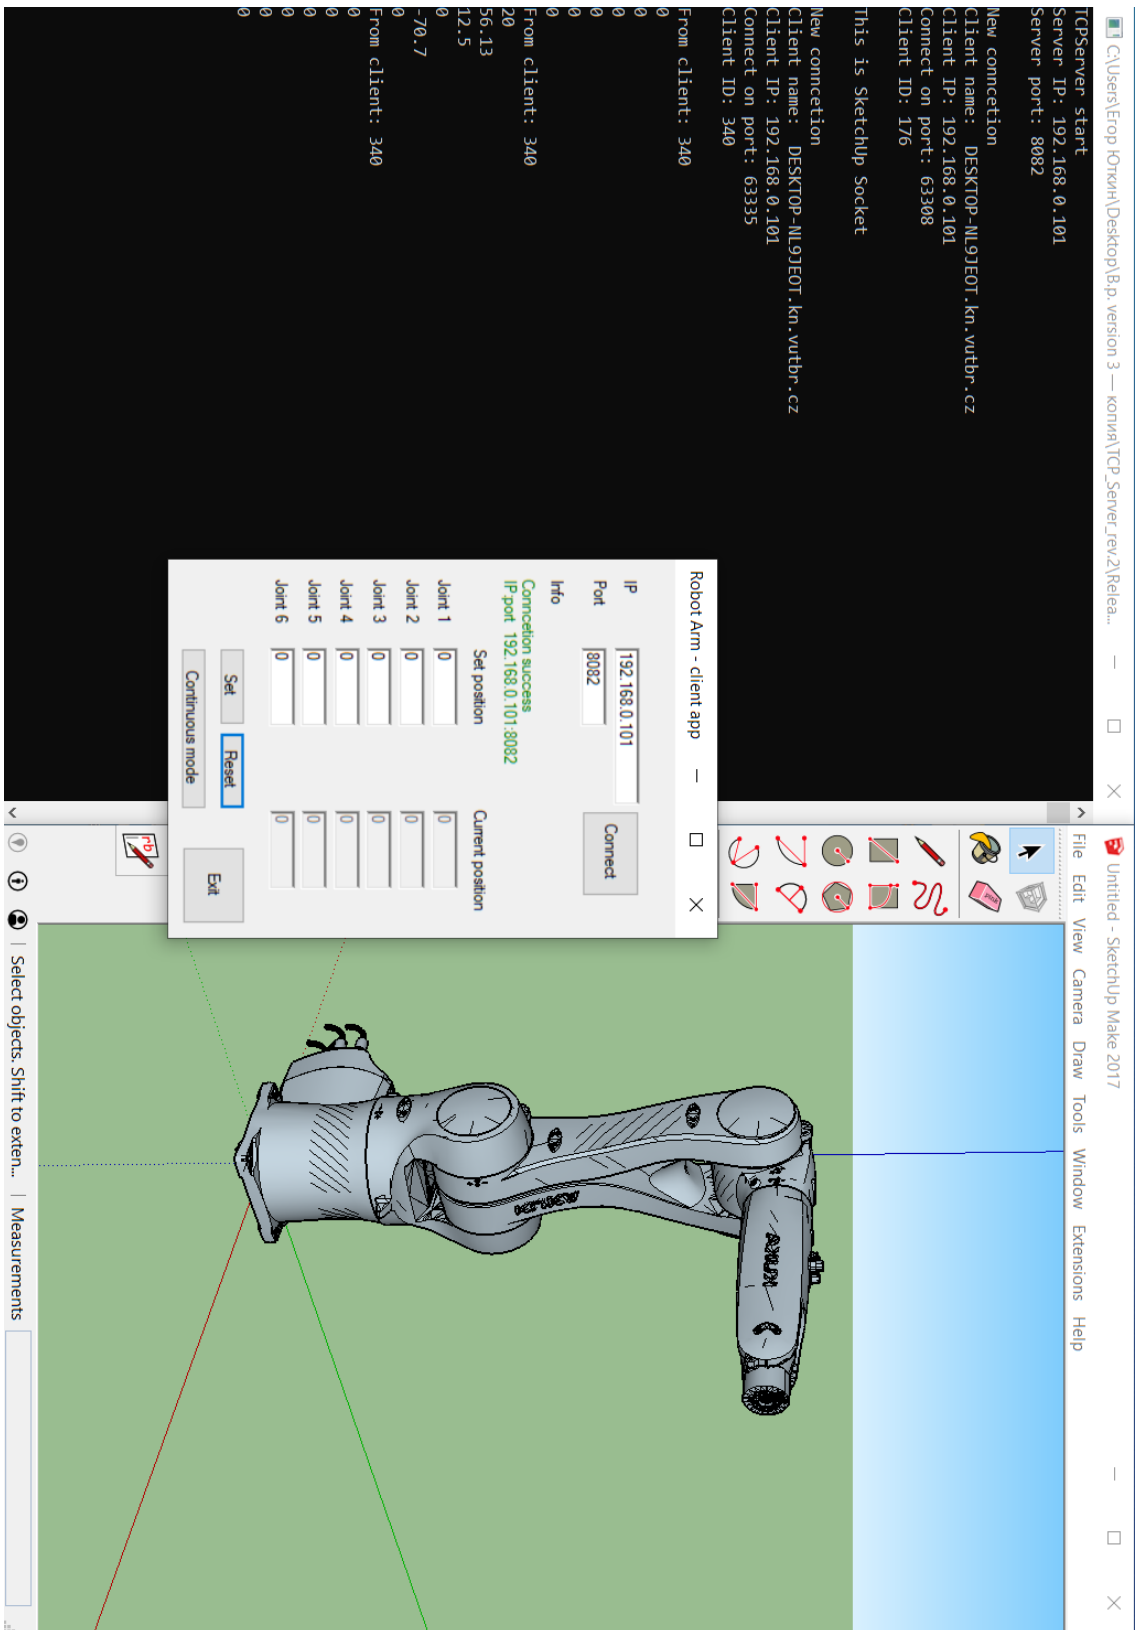 C:\Users\Егор Юткин\Desktop\B.p. version 3 — копия\TCP_Server_rev.2\Relea...
TCPServer start
Server IP: 192.168.0.101
Server port: 8082
New conncetion
Client name:  DESKTOP-NL9JEOT.kn.vutbr.cz
Client IP: 192.168.0.101
Connect on port: 63308
Client ID: 176
This is SketchUp Socket
New conncetion
Client name:  DESKTOP-NL9JEOT.kn.vutbr.cz
Client IP: 192.168.0.101
Connect on port: 63335
Client ID: 340
From client: 340
0
0
0
0
0
0
From client: 340
20
56.13
12.5
0
-70.7
0
From client: 340
0
0
0
0
0
0
Robot Arm - client app
IP 192.168.0.101 Connect
Port 8082
Info
Conncetion success
IP:port 192.168.0.101:8082
Set position Current position
Joint 1 0 0
Joint 2 0 0
Joint 3 0 0
Joint 4 0 0
Joint 5 0 0
Joint 6 0 0
Set Reset Exit
Continuous mode
Untitled - SketchUp Make 2017
File Edit View Camera Draw Tools Window Extensions Help
rb
KUKA
KUKA
Select objects. Shift to exten... | Measurements